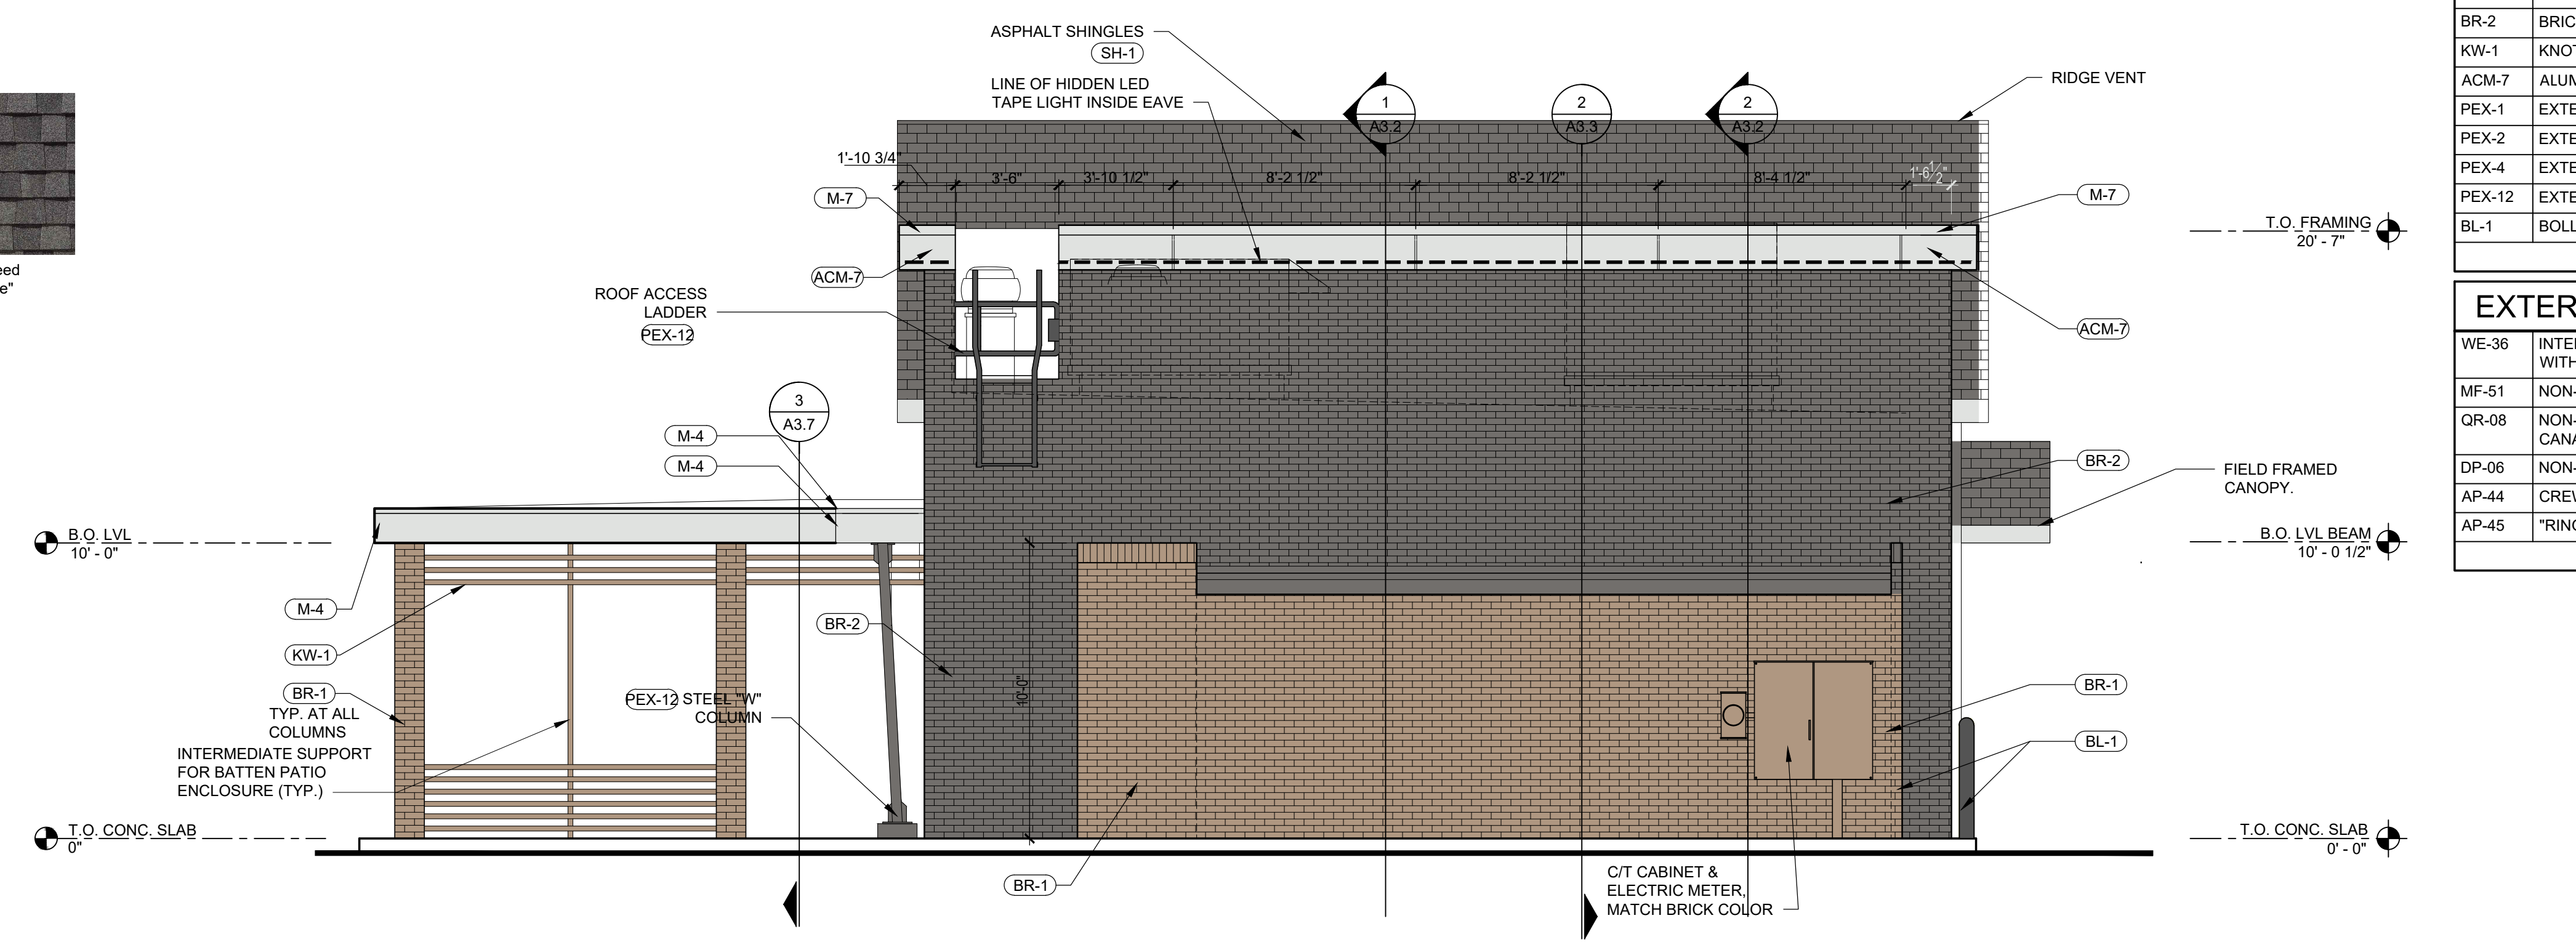 ASPHALT SHINGLES
SH-1
LINE OF HIDDEN LED
TAPE LIGHT INSIDE EAVE
1
A3.2
2
A3.3
2
A3.2
RIDGE VENT
1'-10 3/4"
3'-6"
3'-10 1/2"
8'-2 1/2"
8'-2 1/2"
8'-4 1/2"
1'-6 1/2"
M-7
M-7
ACM-7
ACM-7
T.O. FRAMING
20' - 7"
ROOF ACCESS
LADDER
PEX-12
3
A3.7
M-4
M-4
BR-2
FIELD FRAMED
CANOPY.
B.O. LVL
10' - 0"
B.O. LVL BEAM
10' - 0 1/2"
M-4
BR-2
KW-1
BR-1
TYP. AT ALL
COLUMNS
PEX-12 STEEL "W"
COLUMN
10'-0"
BR-1
BL-1
INTERMEDIATE SUPPORT
FOR BATTEN PATIO
ENCLOSURE (TYP.)
T.O. CONC. SLAB
0"
T.O. CONC. SLAB
0' - 0"
BR-1
C/T CABINET &
ELECTRIC METER,
MATCH BRICK COLOR
BR-2
KW-1
ACM-7
PEX-1
PEX-2
PEX-4
PEX-12
BL-1
WE-36
MF-51
QR-08
DP-06
AP-44
AP-45